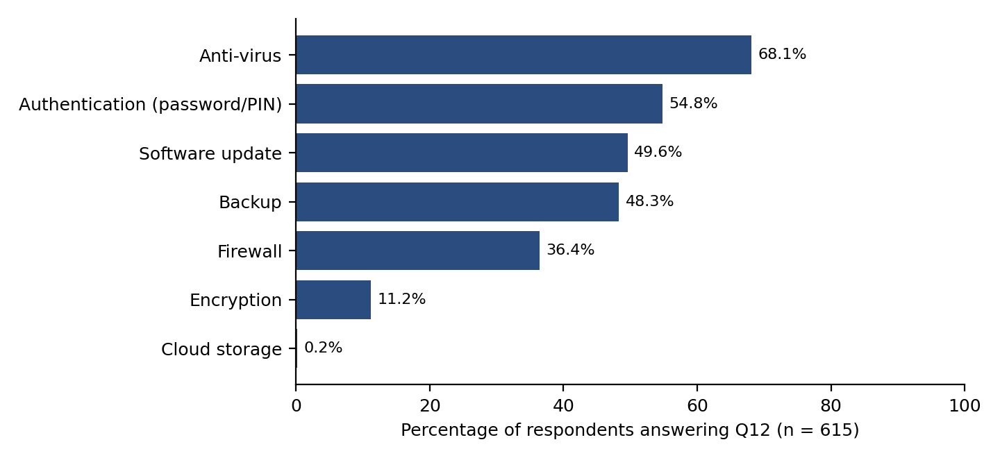 Anti-virus 68.1%
Authentication (password/PIN) 54.8%
Software update 49.6%
Backup 48.3%
Firewall 36.4%
Encryption 11.2%
Cloud storage 0.2%
0 20 40 60 80 100
Percentage of respondents answering Q12 (n = 615)